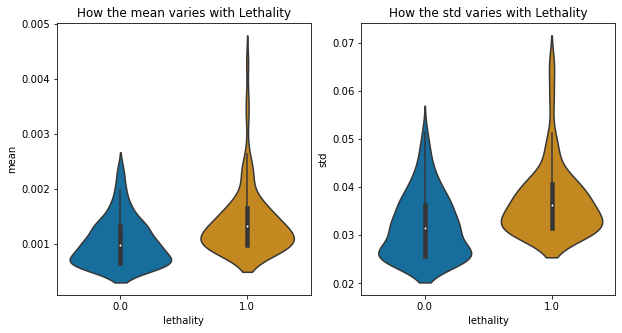 How the mean varies with Lethality
mean
0.005
0.004
0.003
0.002
0.001
0.0
1.0
lethality
How the std varies with Lethality
std
0.07
0.06
0.05
0.04
0.03
0.02
0.0
1.0
lethality